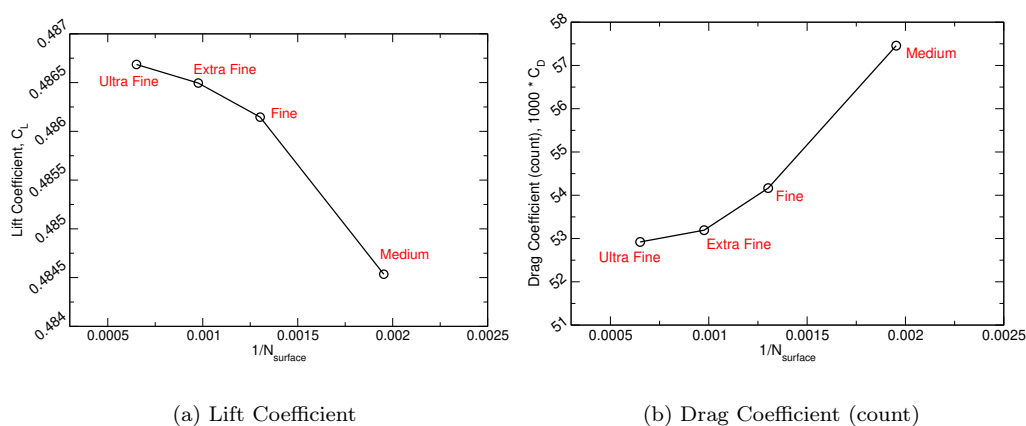 0.487
0.4865
0.486
0.4855
0.485
0.4845
0.484
Lift Coefficient, C_L
Ultra Fine
Extra Fine
Fine
Medium
0.0005 0.001 0.0015 0.002 0.0025
1/N_surface
(a) Lift Coefficient
58
57
55
54
53
52
51
Drag Coefficient (count), 1000 * C_D
Medium
Fine
Extra Fine
Ultra Fine
0.0005 0.001 0.0015 0.002 0.0025
1/N_surface
(b) Drag Coefficient (count)